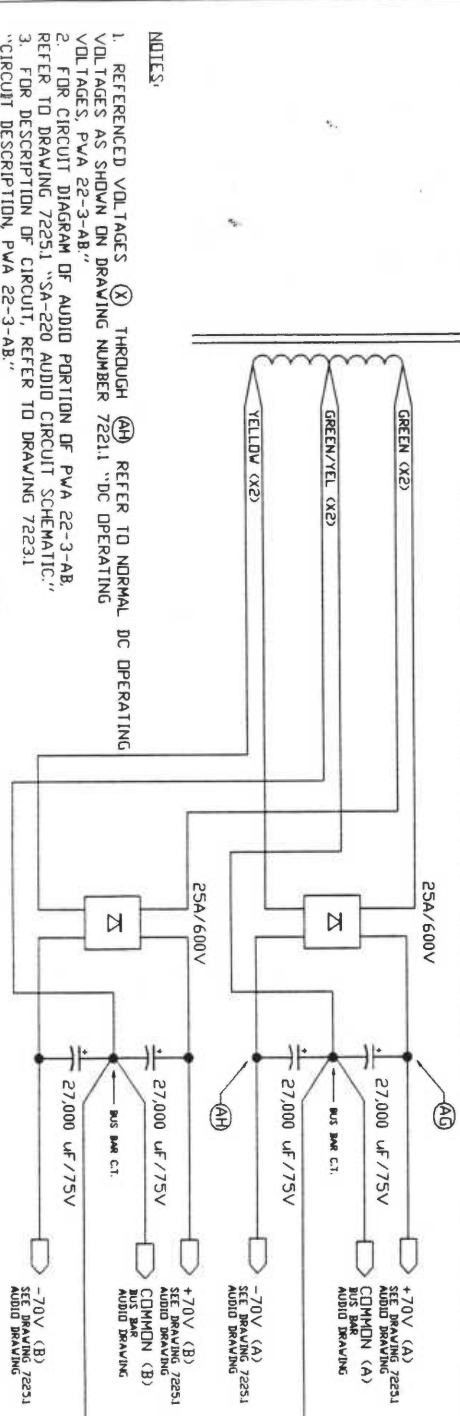 NOTES:
1. REFERENCED VOLTAGES (X) THROUGH (AH) REFER TO NORMAL DC OPERATING
VOLTAGES AS SHOWN ON DRAWING NUMBER 7221.1 "DC OPERATING
VOLTAGES, PWA 22-3-AB."
2. FOR CIRCUIT DIAGRAM OF AUDIO PORTION OF PWA 22-3-AB,
REFER TO DRAWING 7225.1 "SA-220 AUDIO CIRCUIT SCHEMATIC."
3. FOR DESCRIPTION OF CIRCUIT, REFER TO DRAWING 7223.1
"CIRCUIT DESCRIPTION, PWA 22-3-AB."
GREEN (X2)
GREEN/YEL (X2)
YELLOW (X2)
25A/600V
25A/600V
AG
27,000 uF/75V
BUS BAR C.T.
27,000 uF/75V
AH
27,000 uF/75V
BUS BAR C.T.
27,000 uF/75V
+70V (A)
SEE DRAWING 7225.1
AUDIO DRAWING
COMMON (A)
BUS BAR
AUDIO DRAWING
-70V (A)
SEE DRAWING 7225.1
AUDIO DRAWING
+70V (B)
SEE DRAWING 7225.1
AUDIO DRAWING
COMMON (B)
BUS BAR
AUDIO DRAWING
-70V (B)
SEE DRAWING 7225.1
AUDIO DRAWING